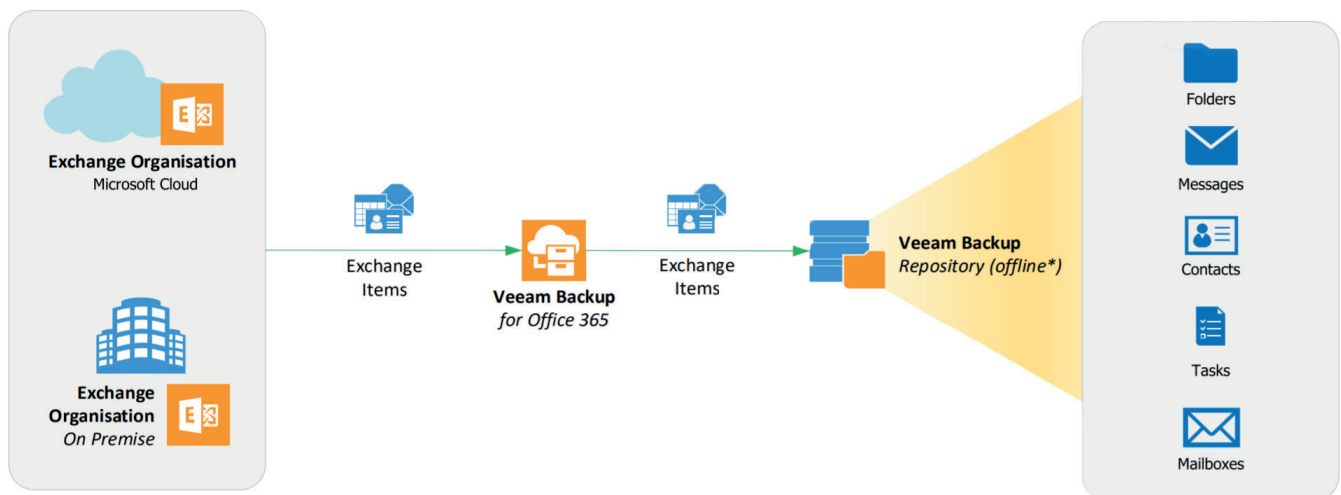 Exchange Organisation
Microsoft Cloud
Exchange
Organisation
On Premise
Exchange
Items
Veeam Backup
for Office 365
Exchange
Items
Veeam Backup
Repository (offline*)
Folders
Messages
Contacts
Tasks
Mailboxes